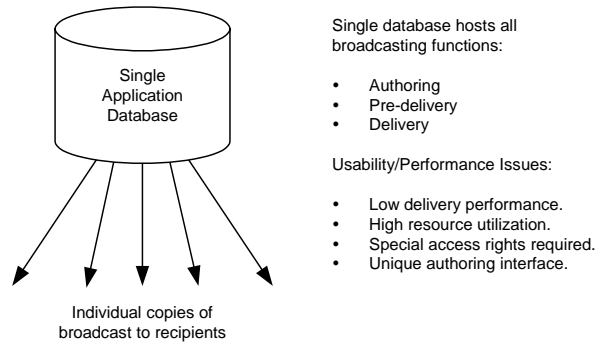 Single
Application
Database
Individual copies of
broadcast to recipients
Single database hosts all
broadcasting functions:
• Authoring
• Pre-delivery
• Delivery
Usability/Performance Issues:
• Low delivery performance.
• High resource utilization.
• Special access rights required.
• Unique authoring interface.